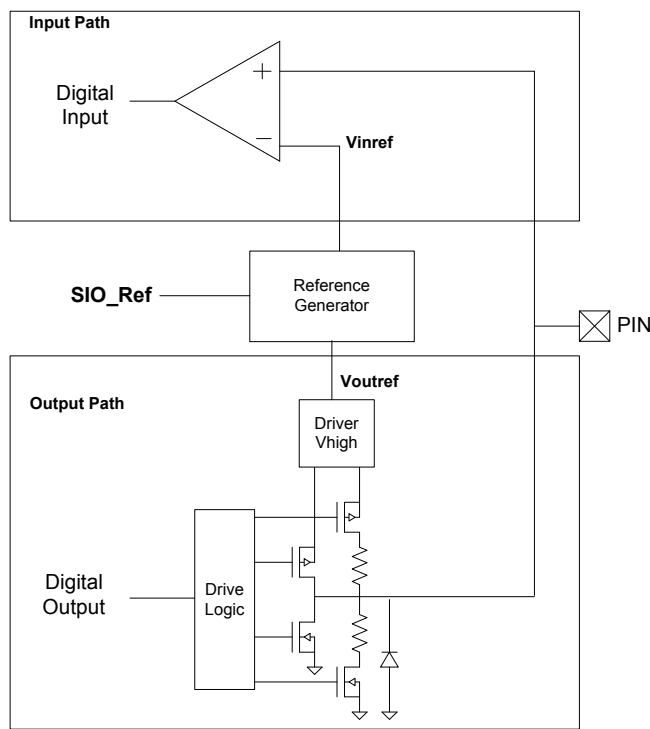 Input Path
Digital
Input
+
−
Vinref
SIO_Ref
Reference
Generator
PIN
Voutref
Output Path
Driver
Vhigh
Digital
Output
Drive
Logic